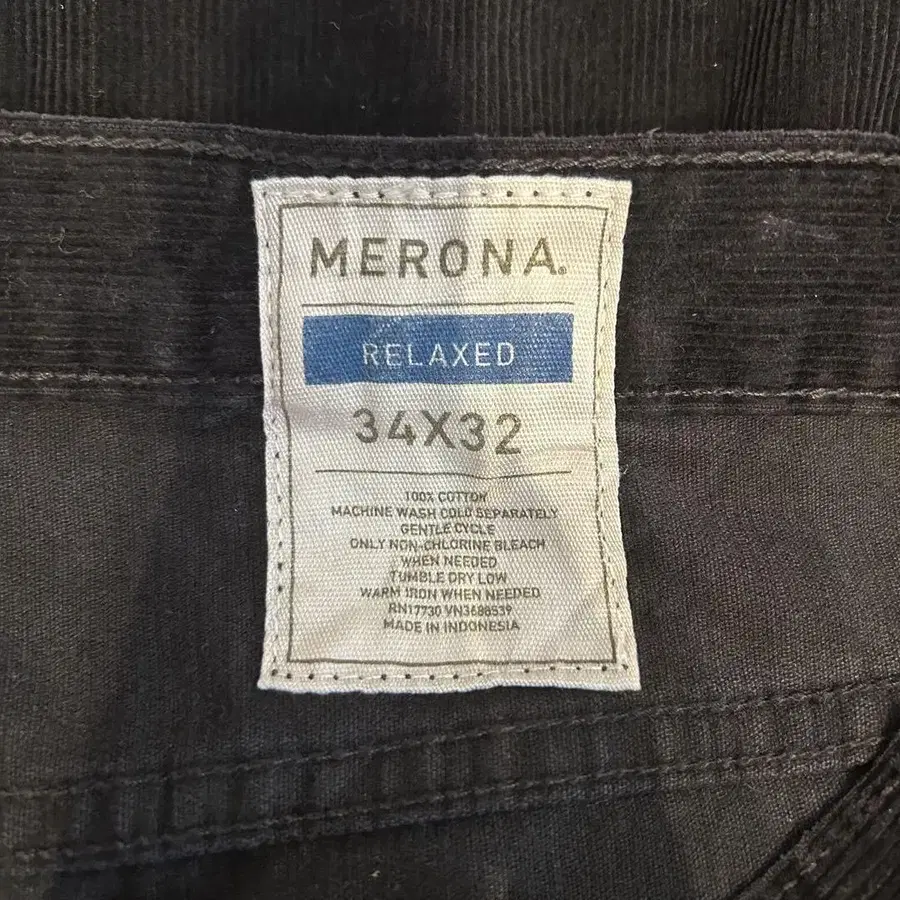 MERONA.
RELAXED
34X32
100% COTTON
MACHINE WASH COLD SEPARATELY
GENTLE CYCLE
ONLY NON-CHLORINE BLEACH
WHEN NEEDED
TUMBLE DRY LOW
WARM IRON WHEN NEEDED
RN17730 VN3688539
MADE IN INDONESIA